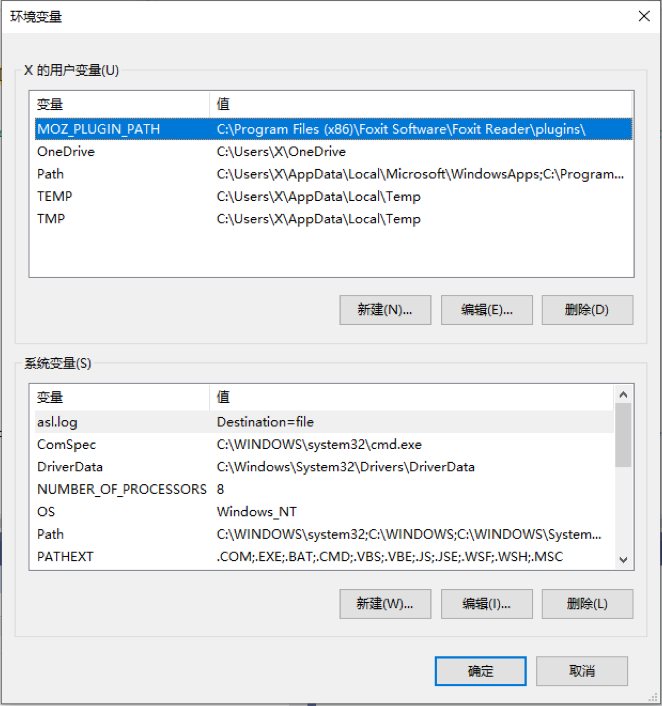 环境变量
X 的用户变量(U)
变量 值
MOZ_PLUGIN_PATH C:\Program Files (x86)\Foxit Software\Foxit Reader\plugins\
OneDrive C:\Users\X\OneDrive
Path C:\Users\X\AppData\Local\Microsoft\WindowsApps;C:\Program...
TEMP C:\Users\X\AppData\Local\Temp
TMP C:\Users\X\AppData\Local\Temp
新建(N)... 编辑(E)... 删除(D)
系统变量(S)
变量 值
asl.log Destination=file
ComSpec C:\WINDOWS\system32\cmd.exe
DriverData C:\Windows\System32\Drivers\DriverData
NUMBER_OF_PROCESSORS 8
OS Windows_NT
Path C:\WINDOWS\system32;C:\WINDOWS;C:\WINDOWS\System...
PATHEXT .COM;.EXE;.BAT;.CMD;.VBS;.VBE;.JS;.JSE;.WSF;.WSH;.MSC
新建(W)... 编辑(I)... 删除(L)
确定 取消